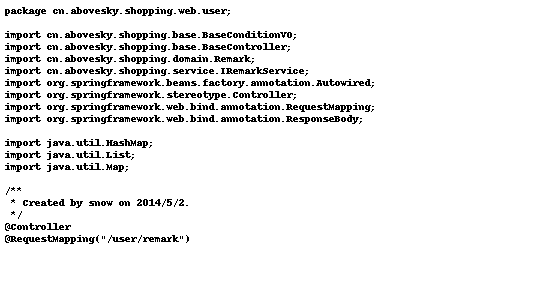 package cn.abovesky.shopping.web.user;

import cn.abovesky.shopping.base.BaseConditionVO;
import cn.abovesky.shopping.base.BaseController;
import cn.abovesky.shopping.domain.Remark;
import cn.abovesky.shopping.service.IRemarkService;
import org.springframework.beans.factory.annotation.Autowired;
import org.springframework.stereotype.Controller;
import org.springframework.web.bind.annotation.RequestMapping;
import org.springframework.web.bind.annotation.ResponseBody;

import java.util.HashMap;
import java.util.List;
import java.util.Map;

/**
 * Created by snow on 2014/5/2.
 */
@Controller
@RequestMapping("/user/remark")